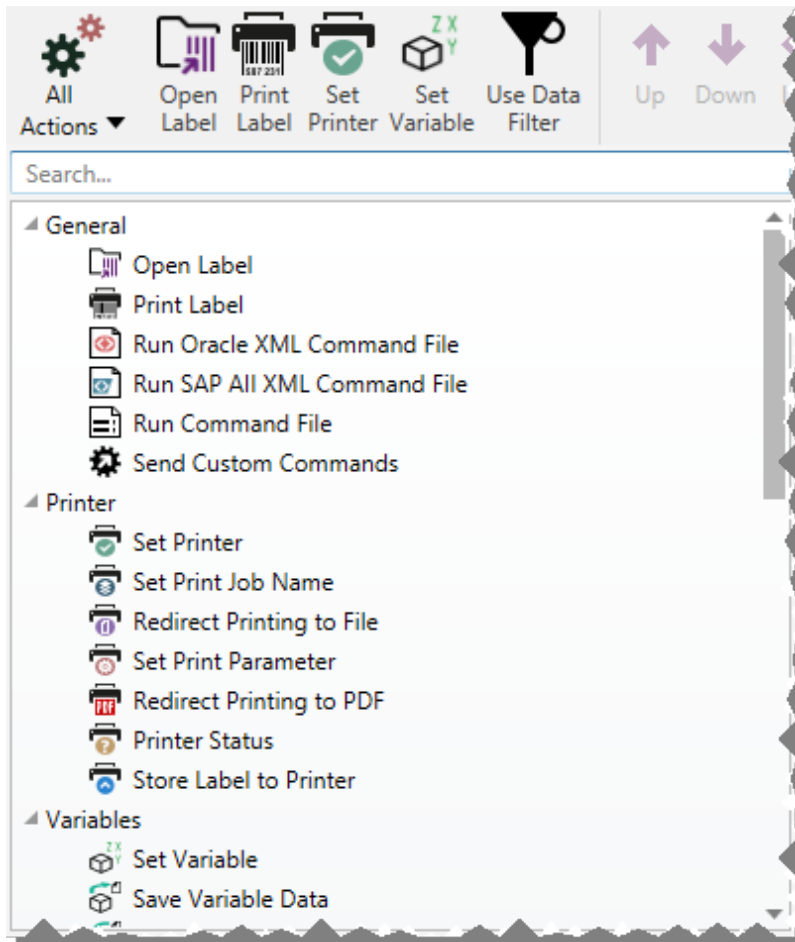 All Actions
Open Label
Print Label
Set Printer
Set Variable
Use Data Filter
Up
Down
Search...
General
Open Label
Print Label
Run Oracle XML Command File
Run SAP AII XML Command File
Run Command File
Send Custom Commands
Printer
Set Printer
Set Print Job Name
Redirect Printing to File
Set Print Parameter
Redirect Printing to PDF
Printer Status
Store Label to Printer
Variables
Set Variable
Save Variable Data